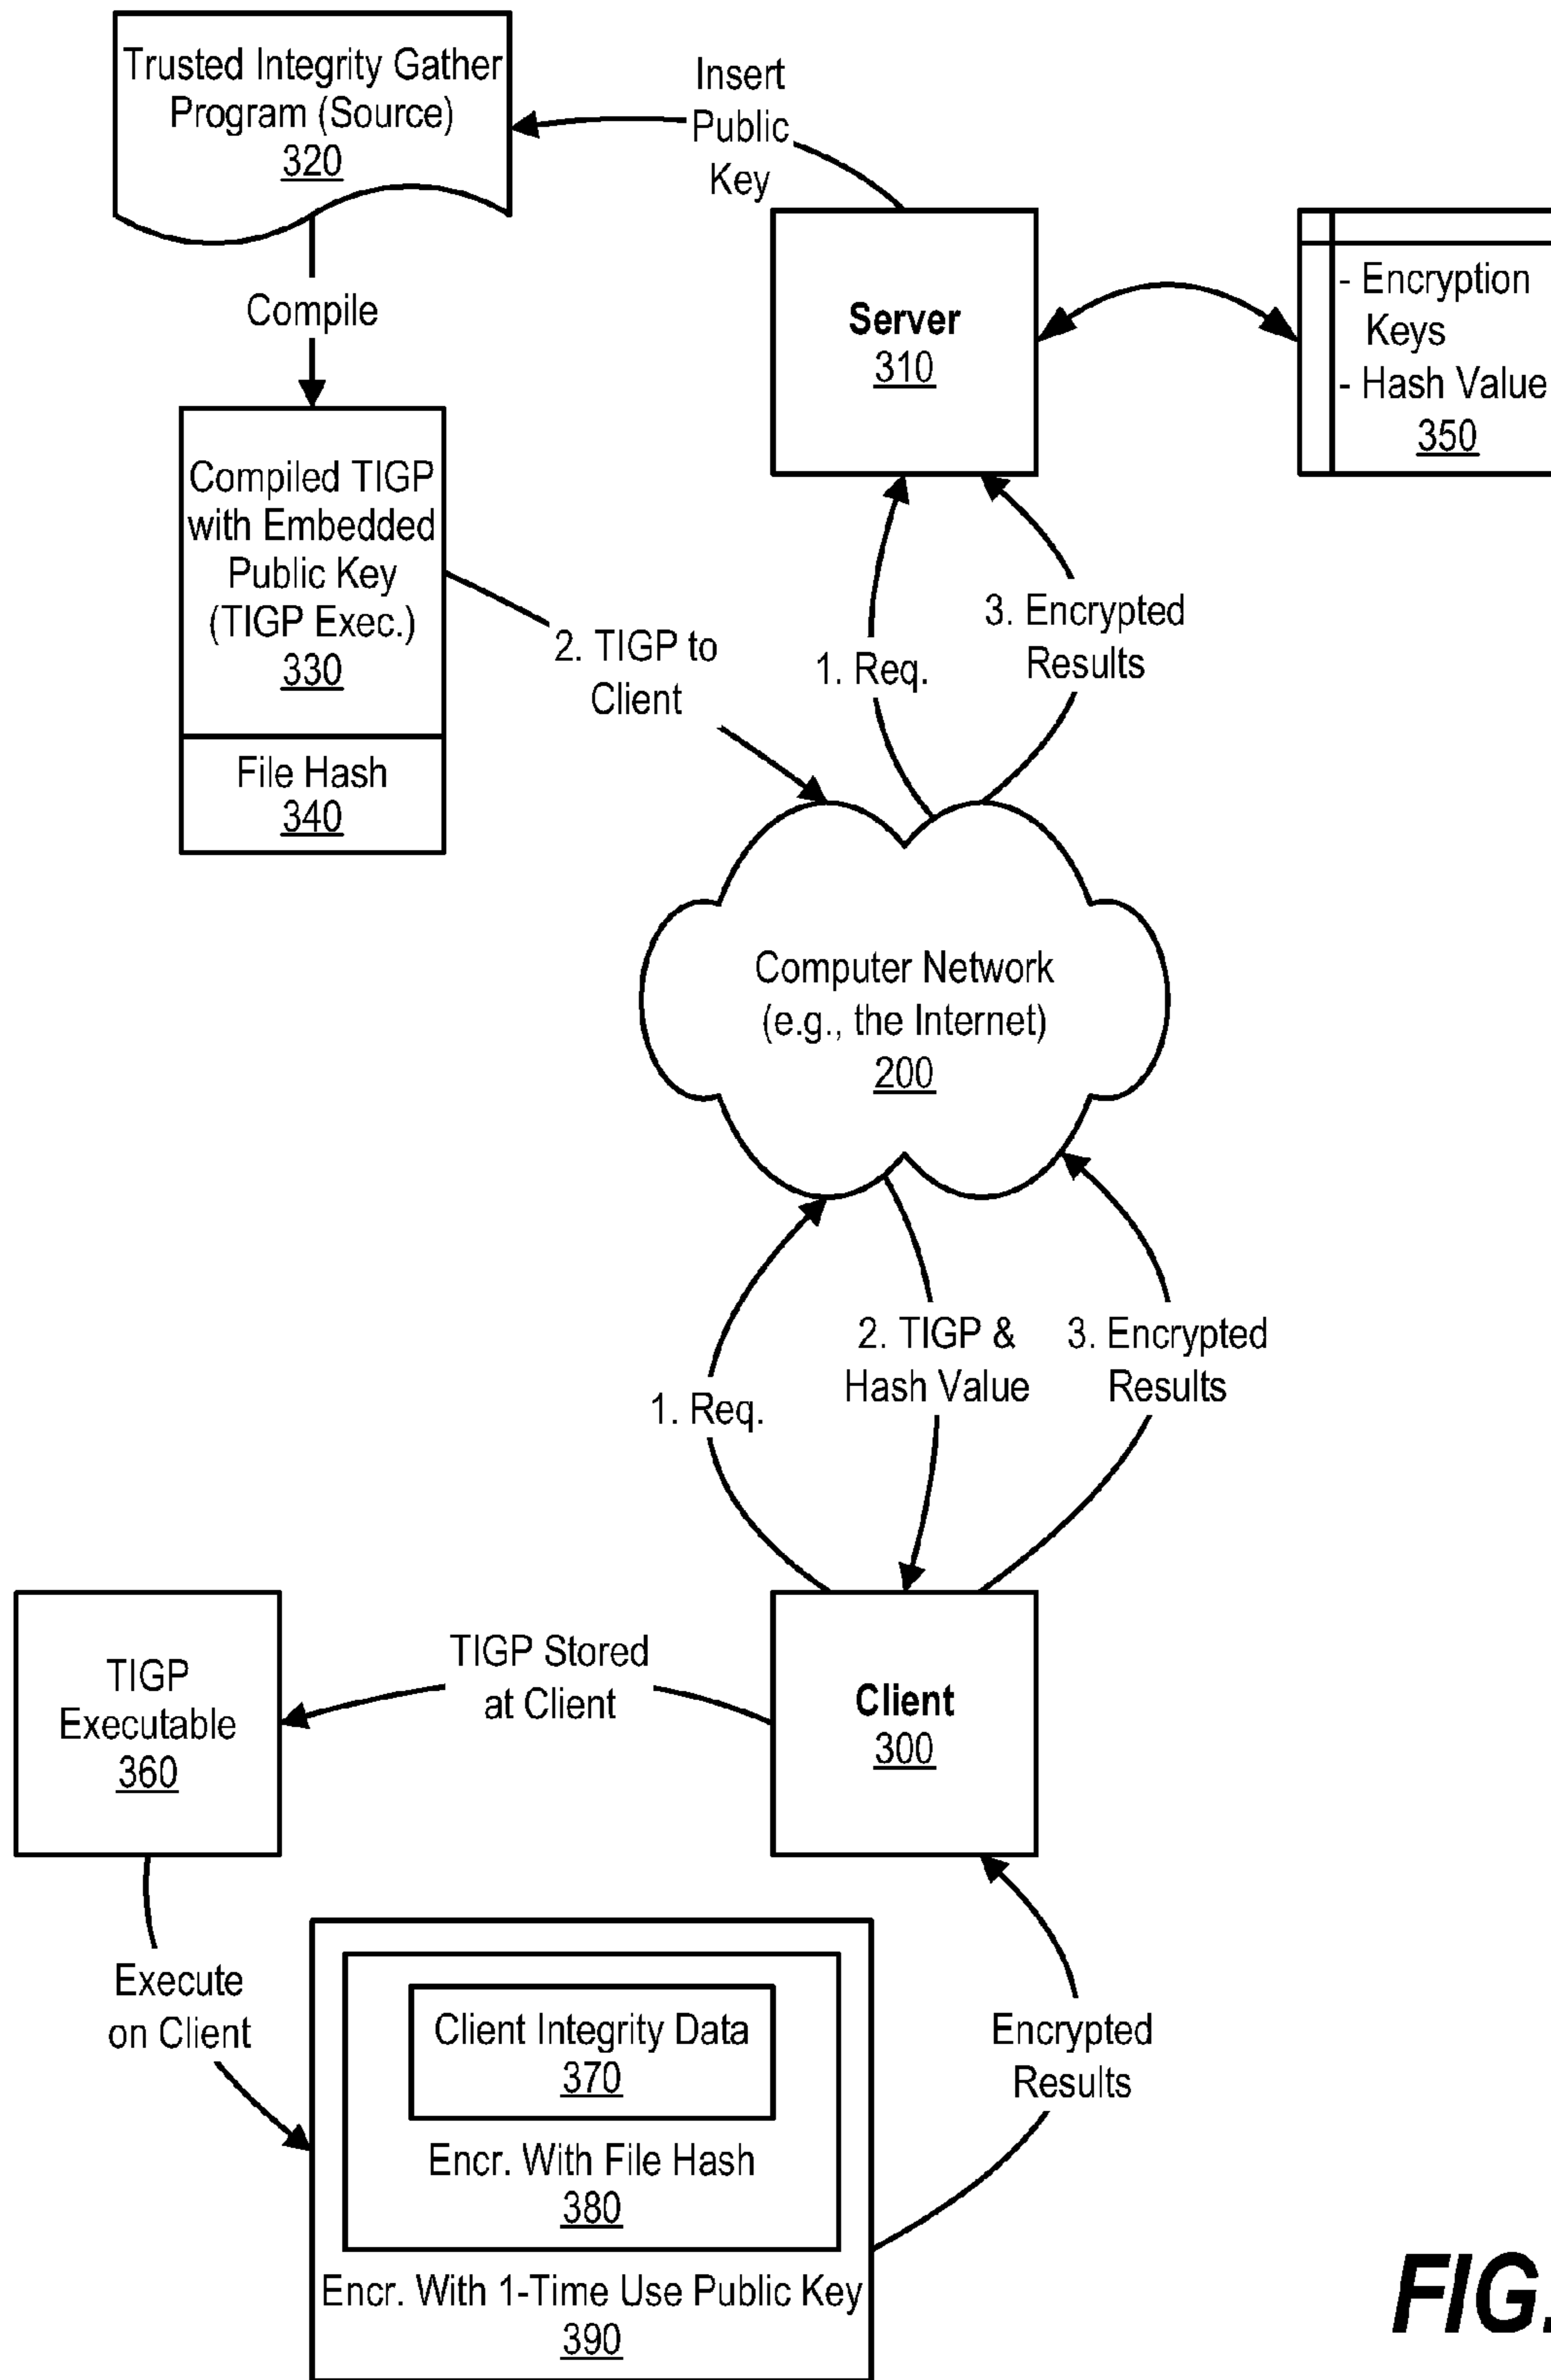 Trusted Integrity Gather
Program (Source)
320
Insert
Public
Key
Compile
Server
310
- Encryption
Keys
- Hash Value
350
Compiled TIGP
with Embedded
Public Key
(TIGP Exec.)
330
File Hash
340
2. TIGP to
Client
1. Req.
3. Encrypted
Results
Computer Network
(e.g., the Internet)
200
1. Req.
2. TIGP &
Hash Value
3. Encrypted
Results
TIGP
Executable
360
TIGP Stored
at Client
Client
300
Execute
on Client
Client Integrity Data
370
Encr. With File Hash
380
Encr. With 1-Time Use Public Key
390
Encrypted
Results
FIG.